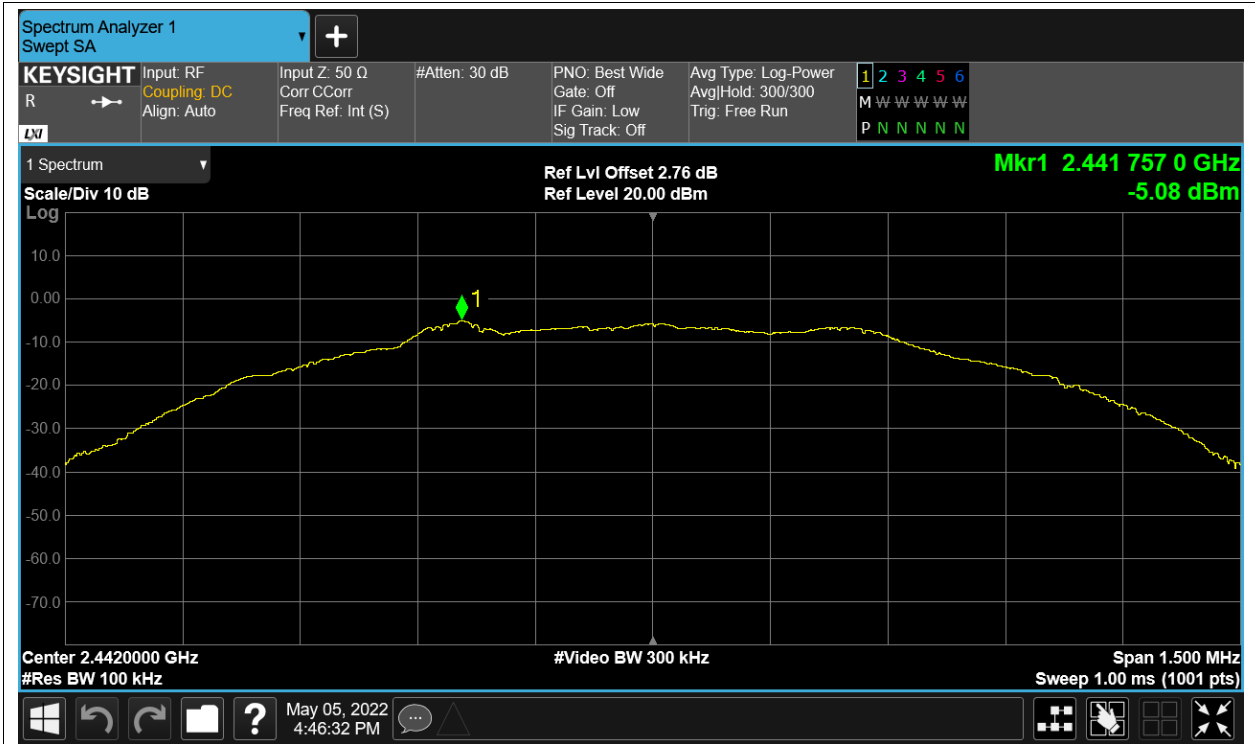 Spectrum Analyzer 1
Swept SA
KEYSIGHT
R
LXI
Input: RF
Coupling: DC
Align: Auto
Input Z: 50 Ω
Corr CCorr
Freq Ref: Int (S)
#Atten: 30 dB
PNO: Best Wide
Gate: Off
IF Gain: Low
Sig Track: Off
Avg Type: Log-Power
Avg|Hold: 300/300
Trig: Free Run
1 2 3 4 5 6
M W W W W W
P N N N N N
1 Spectrum
Scale/Div 10 dB
Log
Ref Lvl Offset 2.76 dB
Ref Level 20.00 dBm
Mkr1 2.441 757 0 GHz
-5.08 dBm
10.0
0.00
-10.0
-20.0
-30.0
-40.0
-50.0
-60.0
-70.0
1
Center 2.4420000 GHz
#Res BW 100 kHz
#Video BW 300 kHz
Span 1.500 MHz
Sweep 1.00 ms (1001 pts)
?
May 05, 2022
4:46:32 PM